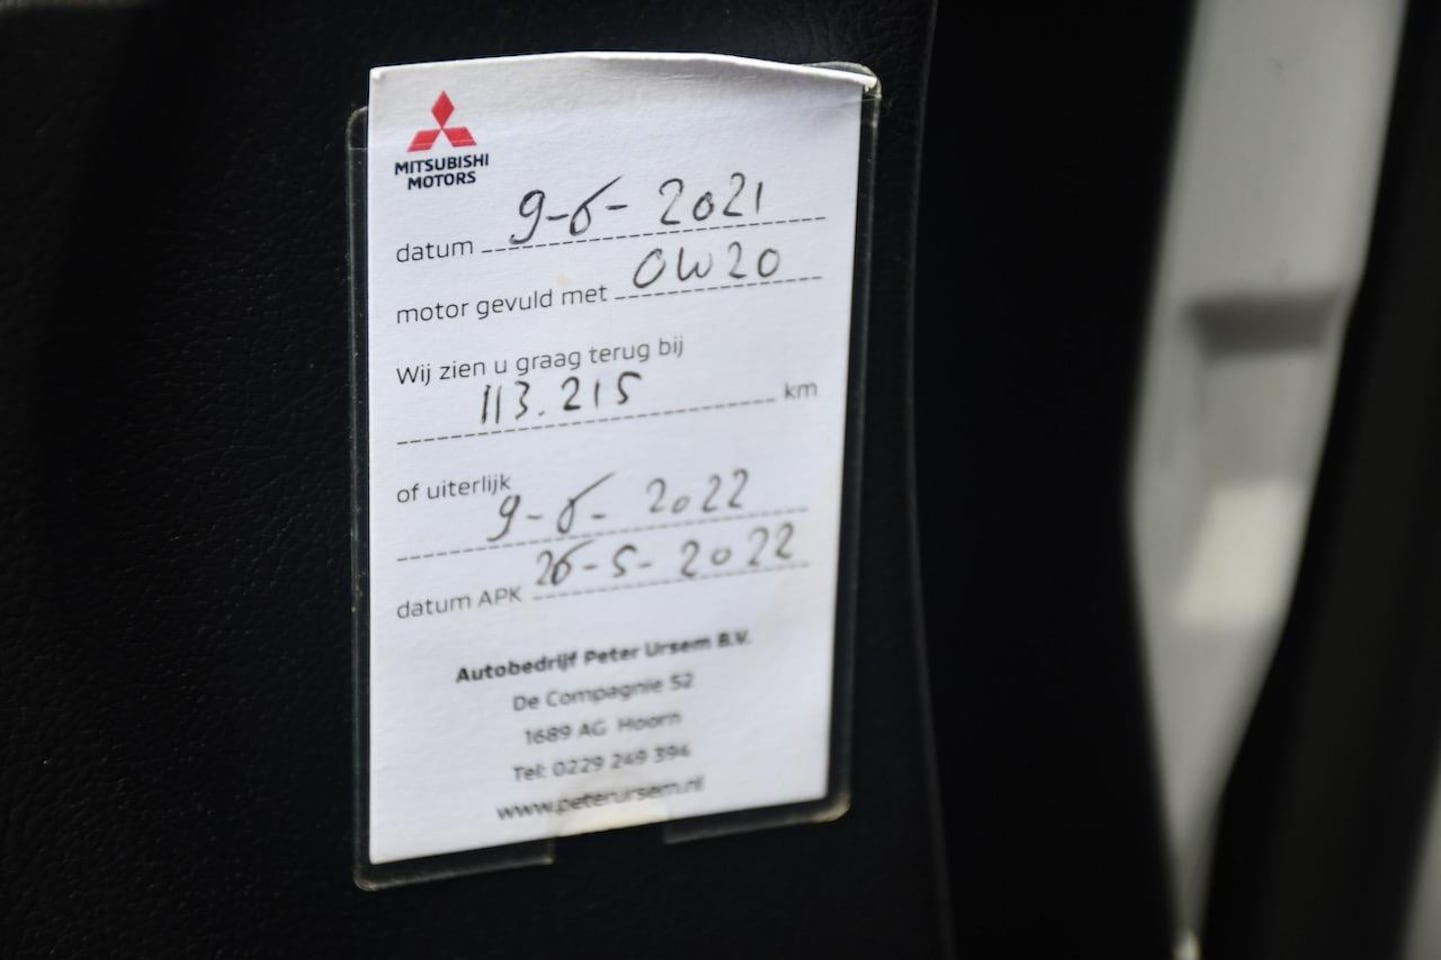 MITSUBISHI
MOTORS
datum 9-6- 2021
motor gevuld met 0W20
Wij zien u graag terug bij
113.215 km
of uiterlijk
9-6- 2022
datum APK 26-5- 2022
Autobedrijf Peter Ursem B.V.
De Compagnie 52
1689 AG Hoorn
Tel: 0229 249 394
www.peterursem.nl